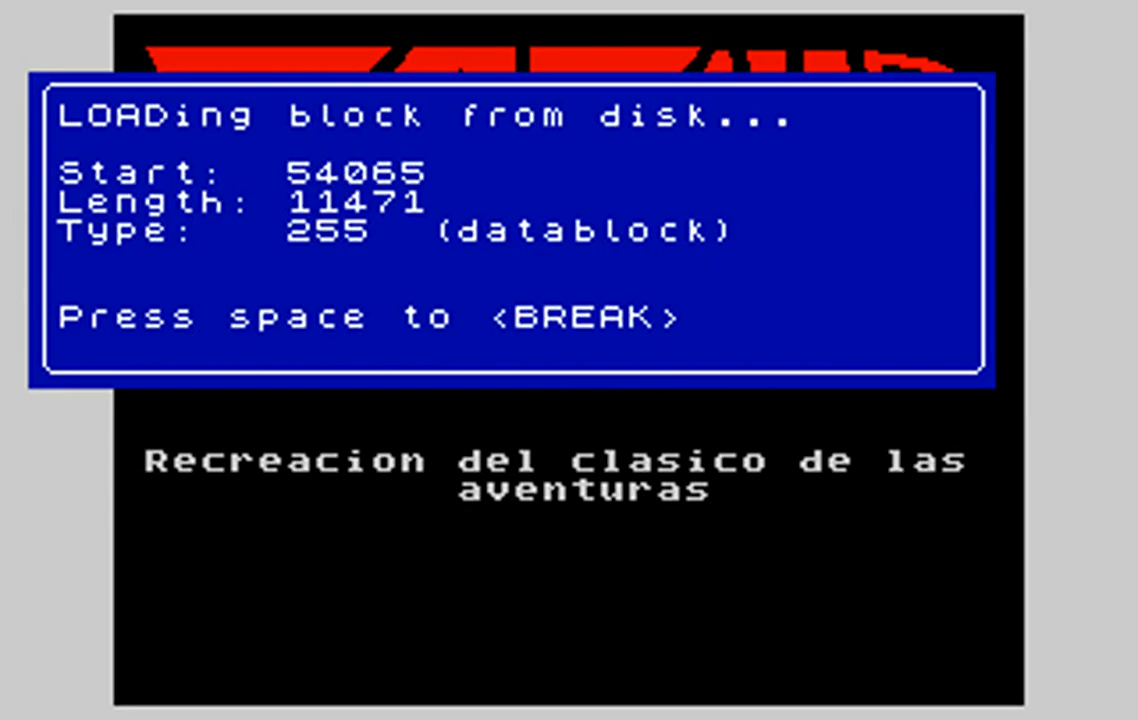 LOADing block from disk...
Start: 54065
Length: 11471
Type: 255 (datablock)
Press space to <BREAK>
Recreacion del clasico de las
aventuras